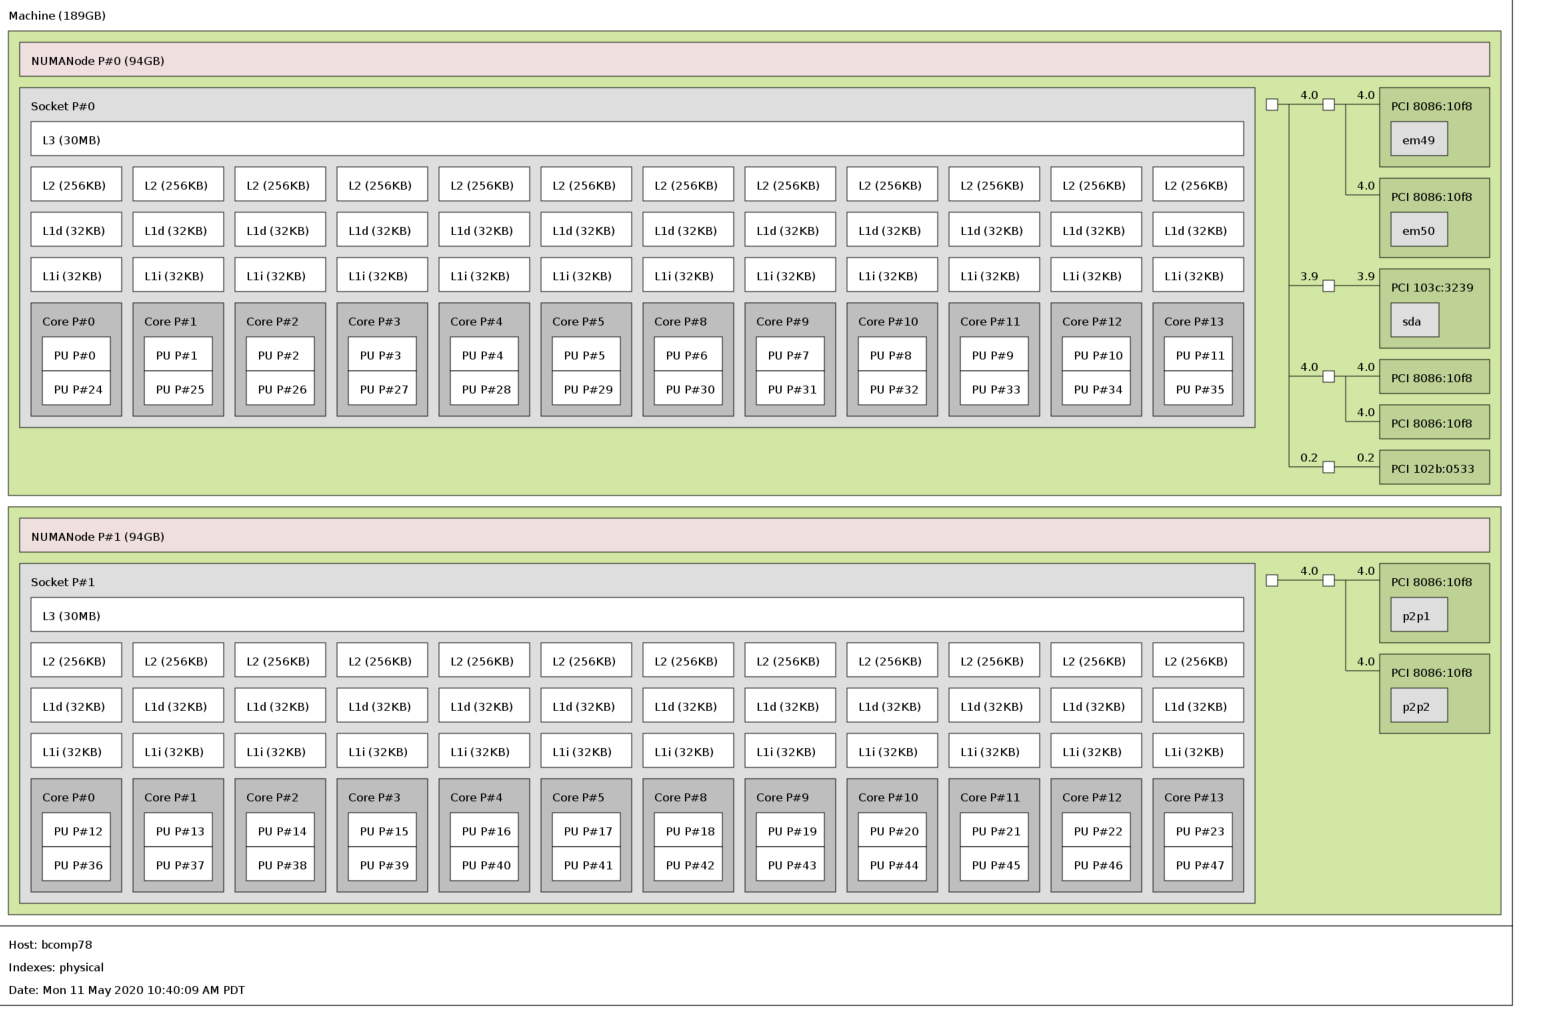 Machine (189GB)
NUMANode P#0 (94GB)
Socket P#0
L3 (30MB)
L2 (256KB) L2 (256KB) L2 (256KB) L2 (256KB) L2 (256KB) L2 (256KB) L2 (256KB) L2 (256KB) L2 (256KB) L2 (256KB) L2 (256KB) L2 (256KB)
L1d (32KB) L1d (32KB) L1d (32KB) L1d (32KB) L1d (32KB) L1d (32KB) L1d (32KB) L1d (32KB) L1d (32KB) L1d (32KB) L1d (32KB) L1d (32KB)
L1i (32KB) L1i (32KB) L1i (32KB) L1i (32KB) L1i (32KB) L1i (32KB) L1i (32KB) L1i (32KB) L1i (32KB) L1i (32KB) L1i (32KB) L1i (32KB)
Core P#0 Core P#1 Core P#2 Core P#3 Core P#4 Core P#5 Core P#8 Core P#9 Core P#10 Core P#11 Core P#12 Core P#13
PU P#0 PU P#1 PU P#2 PU P#3 PU P#4 PU P#5 PU P#6 PU P#7 PU P#8 PU P#9 PU P#10 PU P#11
PU P#24 PU P#25 PU P#26 PU P#27 PU P#28 PU P#29 PU P#30 PU P#31 PU P#32 PU P#33 PU P#34 PU P#35
4.0 4.0 PCI 8086:10f8
em49
4.0 PCI 8086:10f8
em50
3.9 3.9 PCI 103c:3239
sda
4.0 4.0 PCI 8086:10f8
4.0 PCI 8086:10f8
0.2 0.2 PCI 102b:0533
NUMANode P#1 (94GB)
Socket P#1
L3 (30MB)
L2 (256KB) L2 (256KB) L2 (256KB) L2 (256KB) L2 (256KB) L2 (256KB) L2 (256KB) L2 (256KB) L2 (256KB) L2 (256KB) L2 (256KB) L2 (256KB)
L1d (32KB) L1d (32KB) L1d (32KB) L1d (32KB) L1d (32KB) L1d (32KB) L1d (32KB) L1d (32KB) L1d (32KB) L1d (32KB) L1d (32KB) L1d (32KB)
L1i (32KB) L1i (32KB) L1i (32KB) L1i (32KB) L1i (32KB) L1i (32KB) L1i (32KB) L1i (32KB) L1i (32KB) L1i (32KB) L1i (32KB) L1i (32KB)
Core P#0 Core P#1 Core P#2 Core P#3 Core P#4 Core P#5 Core P#8 Core P#9 Core P#10 Core P#11 Core P#12 Core P#13
PU P#12 PU P#13 PU P#14 PU P#15 PU P#16 PU P#17 PU P#18 PU P#19 PU P#20 PU P#21 PU P#22 PU P#23
PU P#36 PU P#37 PU P#38 PU P#39 PU P#40 PU P#41 PU P#42 PU P#43 PU P#44 PU P#45 PU P#46 PU P#47
4.0 4.0 PCI 8086:10f8
p2p1
4.0 PCI 8086:10f8
p2p2
Host: bcomp78
Indexes: physical
Date: Mon 11 May 2020 10:40:09 AM PDT